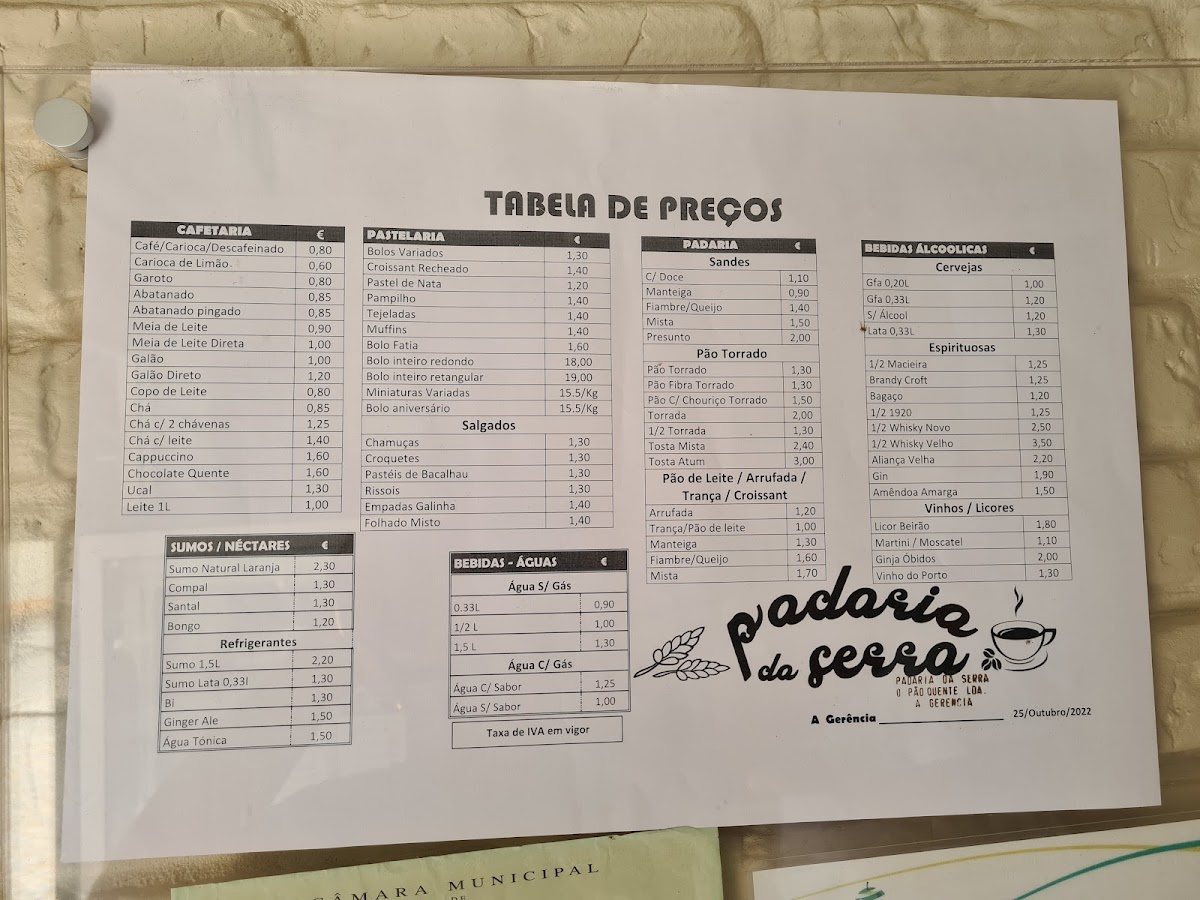 TABELA DE PREÇOS
CAFETARIA €
Café/Carioca/Descafeinado 0,80
Carioca de Limão 0,60
Garoto 0,80
Abatanado 0,85
Abatanado pingado 0,85
Meia de Leite 0,90
Meia de Leite Direta 1,00
Galão 1,00
Galão Direto 1,20
Copo de Leite 0,80
Chá 0,85
Chá c/ 2 chávenas 1,25
Chá c/ leite 1,40
Cappuccino 1,60
Chocolate Quente 1,60
Ucal 1,30
Leite 1L 1,00
PASTELARIA €
Bolos Variados 1,30
Croissant Recheado 1,40
Pastel de Nata 1,20
Pampilho 1,40
Tejeladas 1,40
Muffins 1,40
Bolo Fatia 1,60
Bolo inteiro redondo 18,00
Bolo inteiro retangular 19,00
Miniaturas Variadas 15.5/Kg
Bolo aniversário 15.5/Kg
Salgados
Chamuças 1,30
Croquetes 1,30
Pastéis de Bacalhau 1,30
Rissois 1,30
Empadas Galinha 1,40
Folhado Misto 1,40
PADARIA €
Sandes
C/ Doce 1,10
Manteiga 0,90
Fiambre/Queijo 1,40
Mista 1,50
Presunto 2,00
Pão Torrado
Pão Torrado 1,30
Pão Fibra Torrado 1,30
Pão C/ Chouriço Torrado 1,50
Torrada 2,00
1/2 Torrada 1,30
Tosta Mista 2,40
Tosta Atum 3,00
Pão de Leite / Arrufada /
Trança / Croissant
Arrufada 1,20
Trança/Pão de leite 1,00
Manteiga 1,30
Fiambre/Queijo 1,60
Mista 1,70
BEBIDAS ÁLCOOLICAS €
Cervejas
Gfa 0,20L 1,00
Gfa 0,33L 1,20
S/ Álcool 1,20
Lata 0,33L 1,30
Espirituosas
1/2 Macieira 1,25
Brandy Croft 1,25
Bagaço 1,20
1/2 1920 1,25
1/2 Whisky Novo 2,50
1/2 Whisky Velho 3,50
Aliança Velha 2,20
Gin 1,90
Amêndoa Amarga 1,50
Vinhos / Licores
Licor Beirão 1,80
Martini / Moscatel 1,10
Ginja Óbidos 2,00
Vinho do Porto 1,30
SUMOS / NÉCTARES €
Sumo Natural Laranja 2,30
Compal 1,30
Santal 1,30
Bongo 1,20
Refrigerantes
Sumo 1,5L 2,20
Sumo Lata 0,33l 1,30
Bi 1,30
Ginger Ale 1,50
Água Tónica 1,50
BEBIDAS - ÁGUAS €
Água S/ Gás
0.33L 0,90
1/2 L 1,00
1,5 L 1,30
Água C/ Gás
Água C/ Sabor 1,25
Água S/ Sabor 1,00
Taxa de IVA em vigor
padaria
da serra
PADARIA DA SERRA
O PÃO QUENTE LDA.
A GERENCIA
A Gerência 25/Outubro/2022
CÂMARA MUNICIPAL
DE